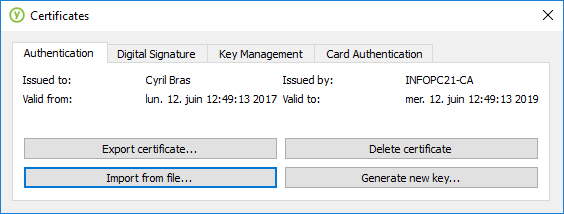 Certificates
Authentication Digital Signature Key Management Card Authentication
Issued to: Cyril Bras Issued by: INFOPC21-CA
Valid from: lun. 12. juin 12:49:13 2017 Valid to: mer. 12. juin 12:49:13 2019
Export certificate... Delete certificate
Import from file... Generate new key...